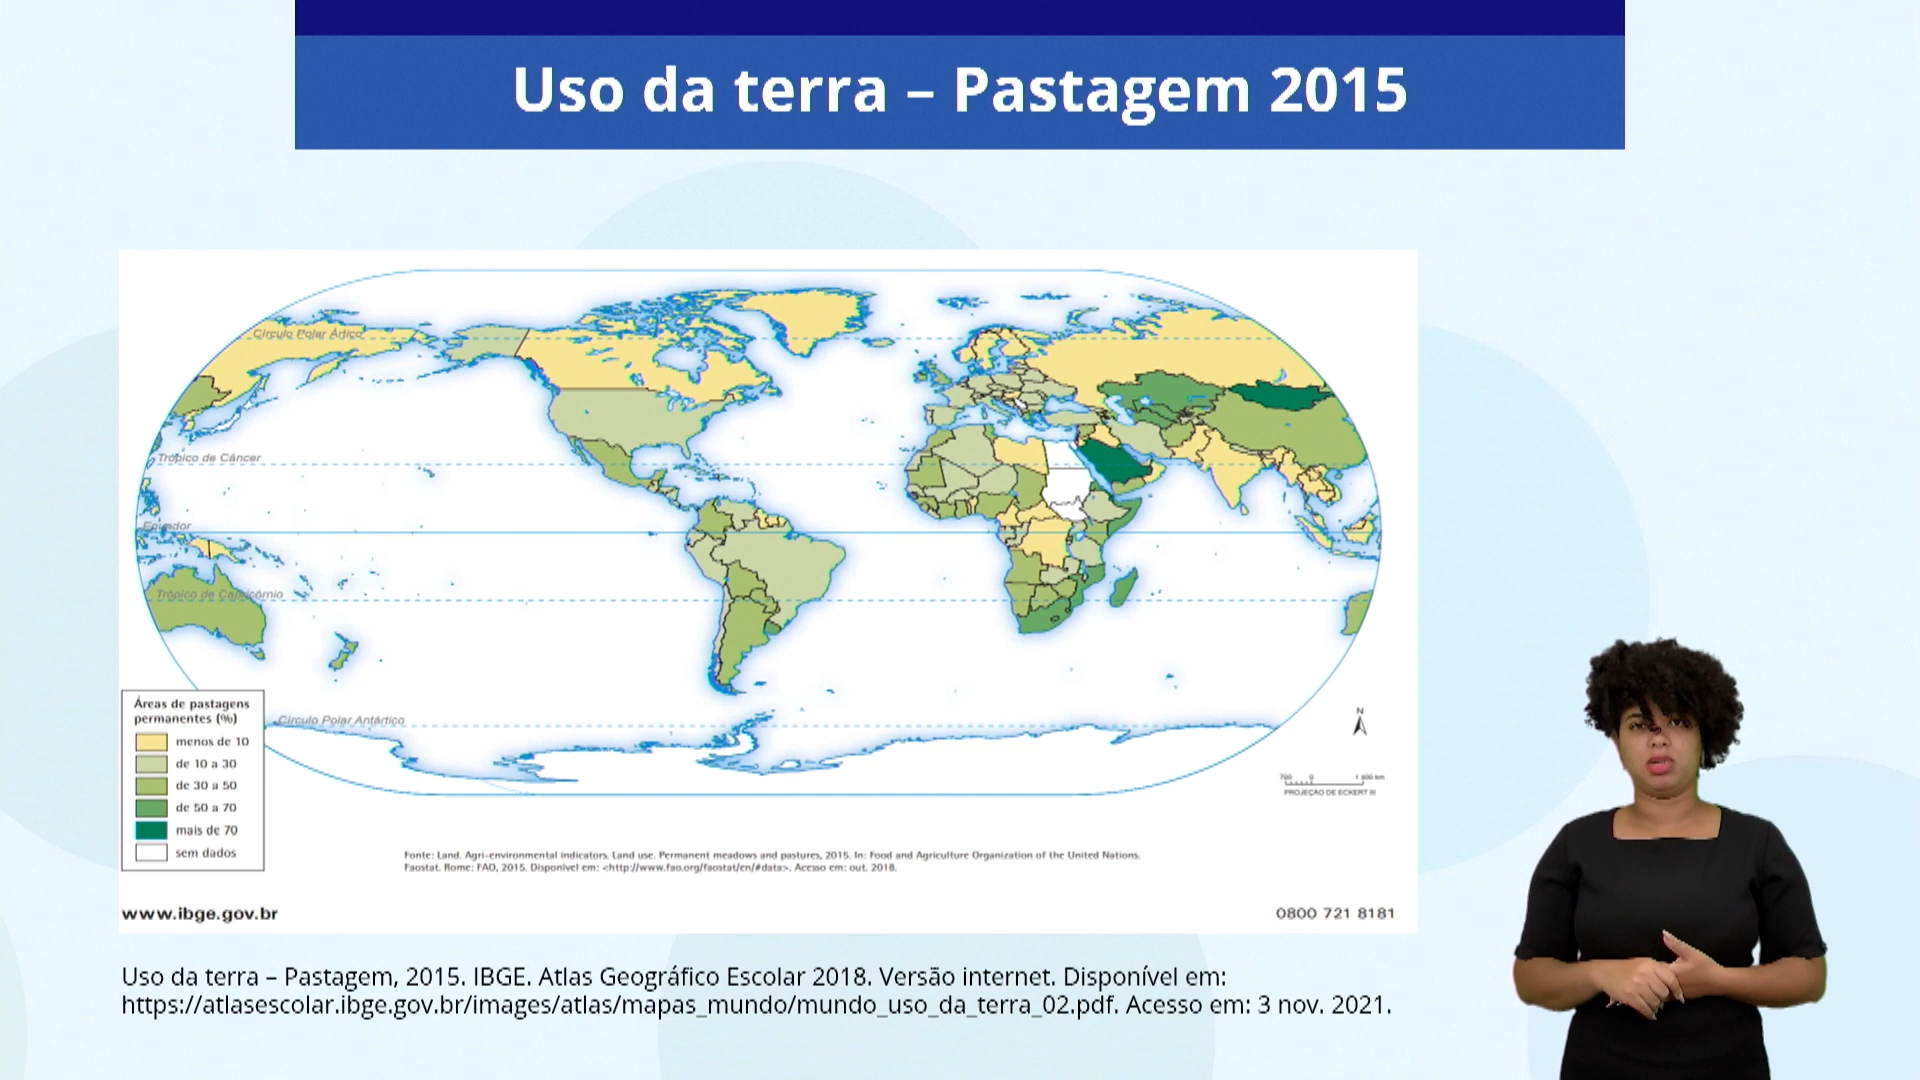 Uso da terra – Pastagem 2015
Círculo Polar Ártico
Trópico de Câncer
Equador
Trópico de Capricórnio
Círculo Polar Antártico
Áreas de pastagens
permanentes (%)
menos de 10
de 10 a 30
de 30 a 50
de 50 a 70
mais de 70
sem dados
N
700 0 1 400 km
PROJEÇÃO DE ECKERT III
Fonte: Land. Agri-environmental indicators. Land use. Permanent meadows and pastures, 2015. In: Food and Agriculture Organization of the United Nations.
Faostat. Rome: FAO, 2015. Disponível em: <http://www.fao.org/faostat/en/#data>. Acesso em: out. 2018.
www.ibge.gov.br
0800 721 8181
Uso da terra – Pastagem, 2015. IBGE. Atlas Geográfico Escolar 2018. Versão internet. Disponível em:
https://atlasescolar.ibge.gov.br/images/atlas/mapas_mundo/mundo_uso_da_terra_02.pdf. Acesso em: 3 nov. 2021.